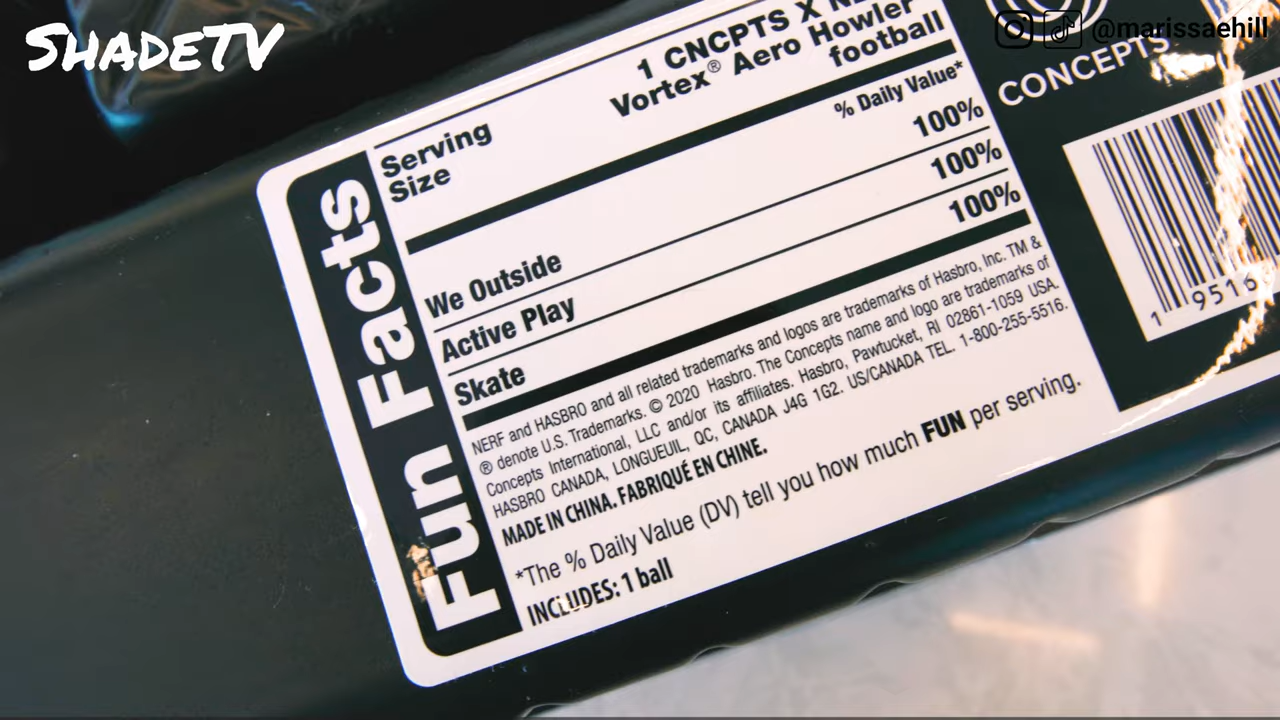 SHADETV
@marissaehill
Fun Facts
Serving
Size
1 CNCPTS X
Vortex® Aero Howler
football
% Daily Value*
We Outside 100%
Active Play 100%
Skate 100%
NERF and HASBRO and all related trademarks and logos are trademarks of Hasbro, Inc. TM &
® denote U.S. Trademarks. © 2020 Hasbro. The Concepts name and logo are trademarks of
Concepts International, LLC and/or its affiliates. Hasbro, Pawtucket, RI 02861-1059 USA.
HASBRO CANADA, LONGUEUIL, QC, CANADA J4G 1G2. US/CANADA TEL. 1-800-255-5516.
MADE IN CHINA. FABRIQUÉ EN CHINE.
*The % Daily Value (DV) tell you how much FUN per serving.
INCLUDES: 1 ball
CONCEPTS
1 9516